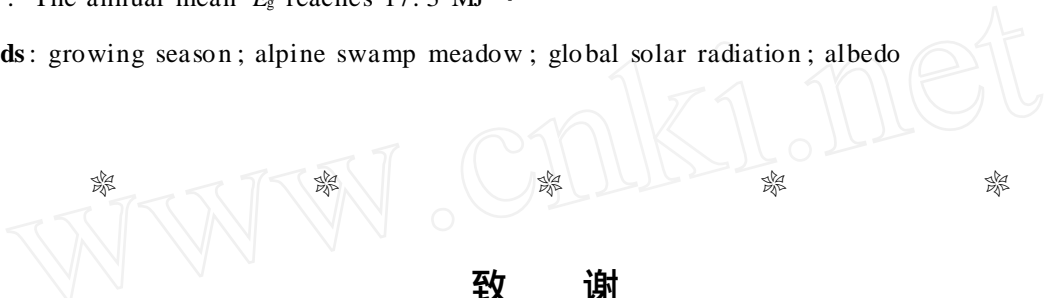 The annual mean Eg reaches 17.3 MJ
ds: growing season; alpine swamp meadow; global solar radiation; albedo
www.cnki.net
致 谢